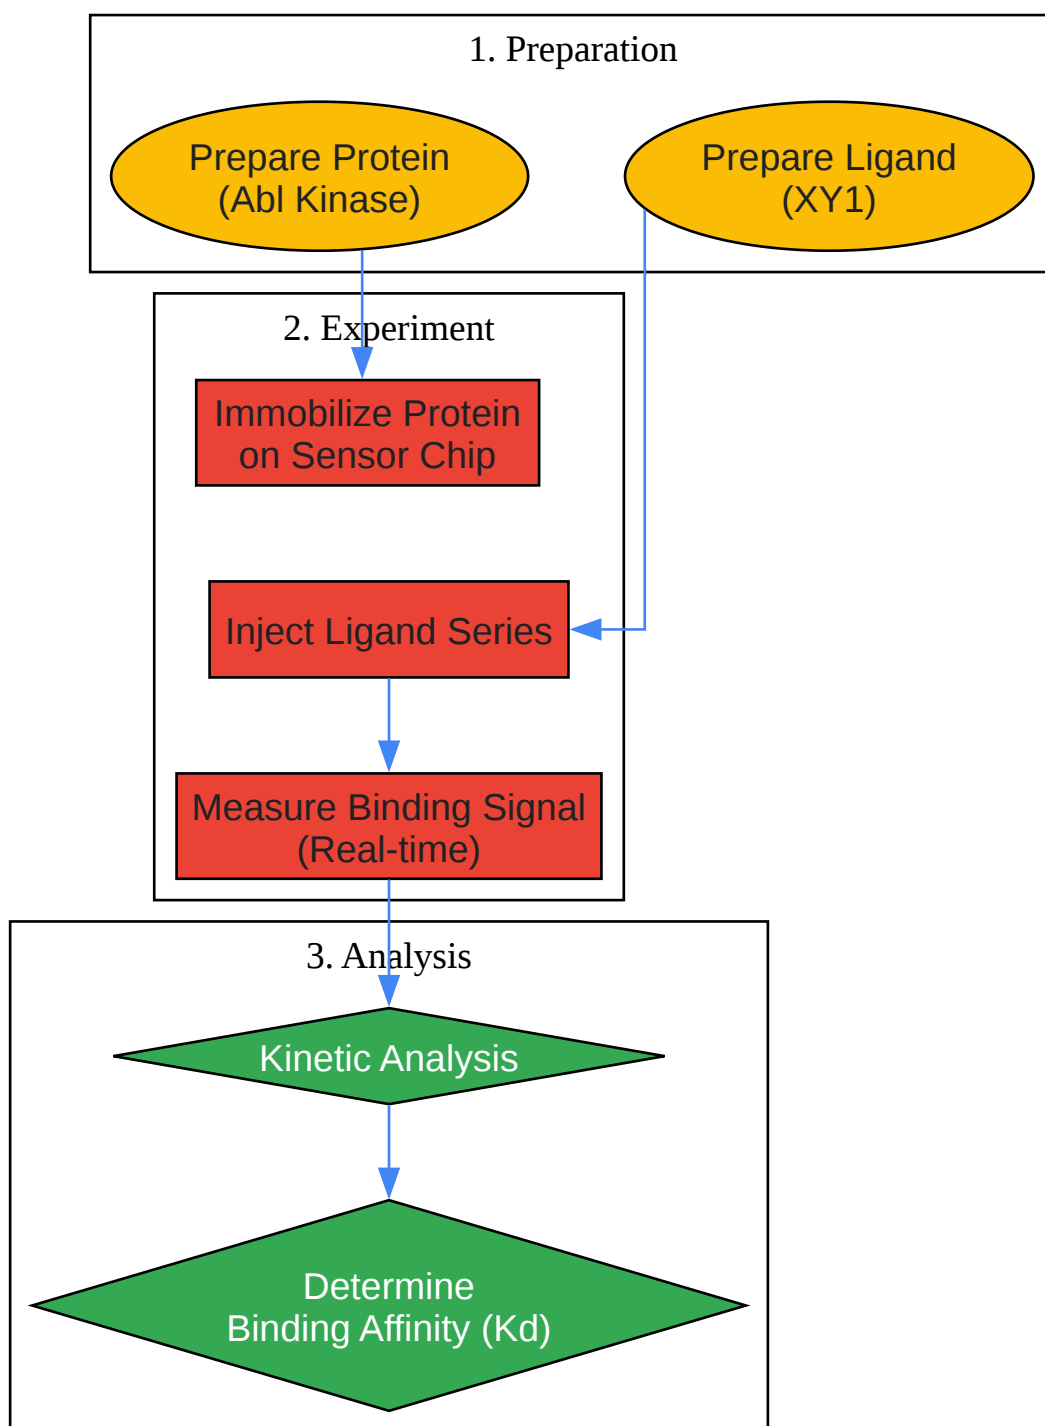 1. Preparation
Prepare Protein
(Abl Kinase)
Prepare Ligand
(XY1)
2. Experiment
Immobilize Protein
on Sensor Chip
Inject Ligand Series
Measure Binding Signal
(Real-time)
3. Analysis
Kinetic Analysis
Determine
Binding Affinity (Kd)